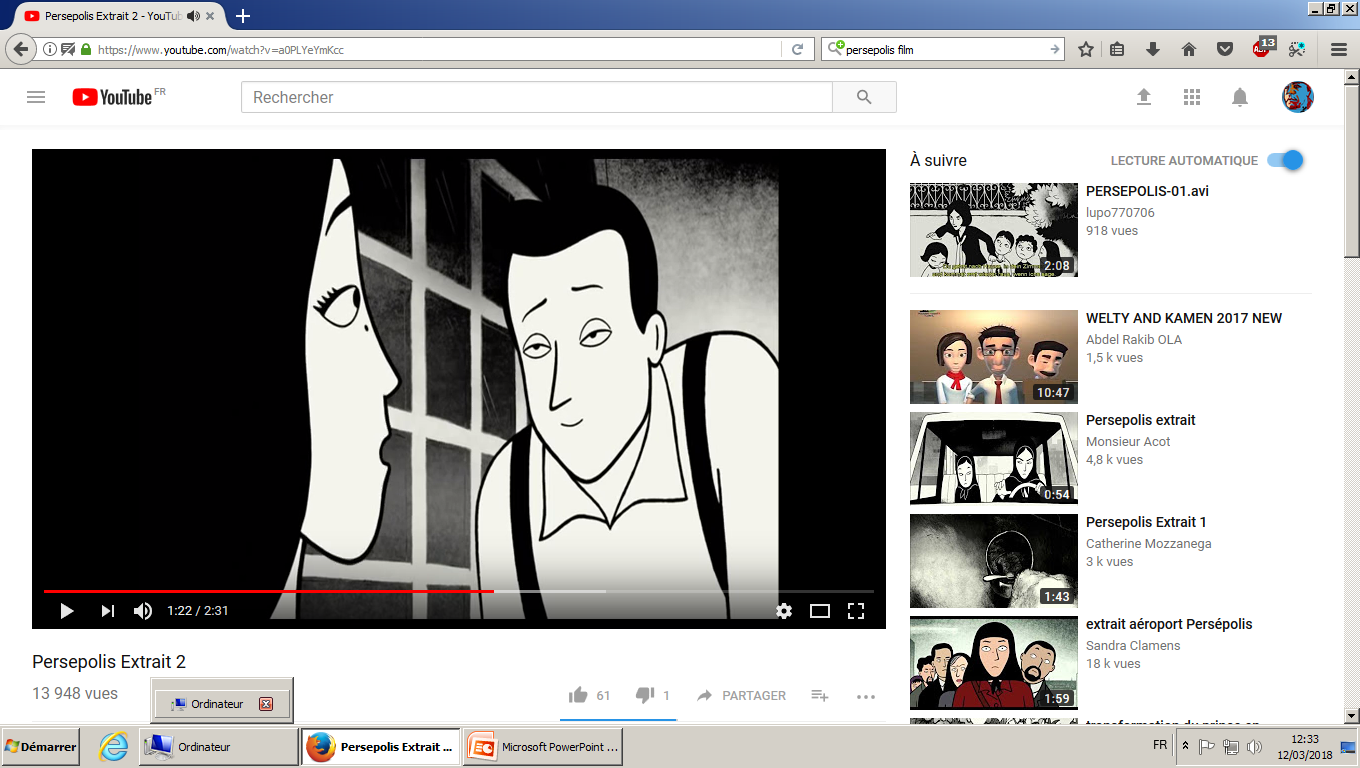 Persepolis Extrait 2 - YouTub
https://www.youtube.com/watch?v=a0PLYeYmKcc
persepolis film
13
YouTube FR
Rechercher
À suivre
LECTURE AUTOMATIQUE
PERSEPOLIS-01.avi
lupo770706
918 vues
2:08
WELTY AND KAMEN 2017 NEW
Abdel Rakib OLA
1,5 k vues
10:47
Persepolis extrait
Monsieur Acot
4,8 k vues
0:54
Persepolis Extrait 1
Catherine Mozzanega
3 k vues
1:43
extrait aéroport Persépolis
Sandra Clamens
18 k vues
1:59
1:22 / 2:31
Persepolis Extrait 2
13 948 vues
61
1
PARTAGER
Ordinateur
Démarrer
Ordinateur
Persepolis Extrait ...
Microsoft PowerPoint ...
FR
12:33
12/03/2018